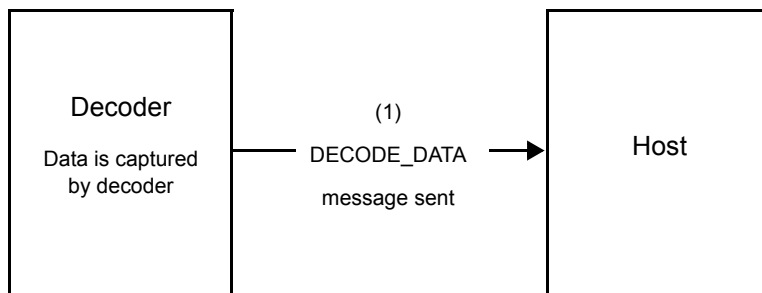 Decoder
Data is captured
by decoder
(1)
DECODE_DATA
message sent
Host